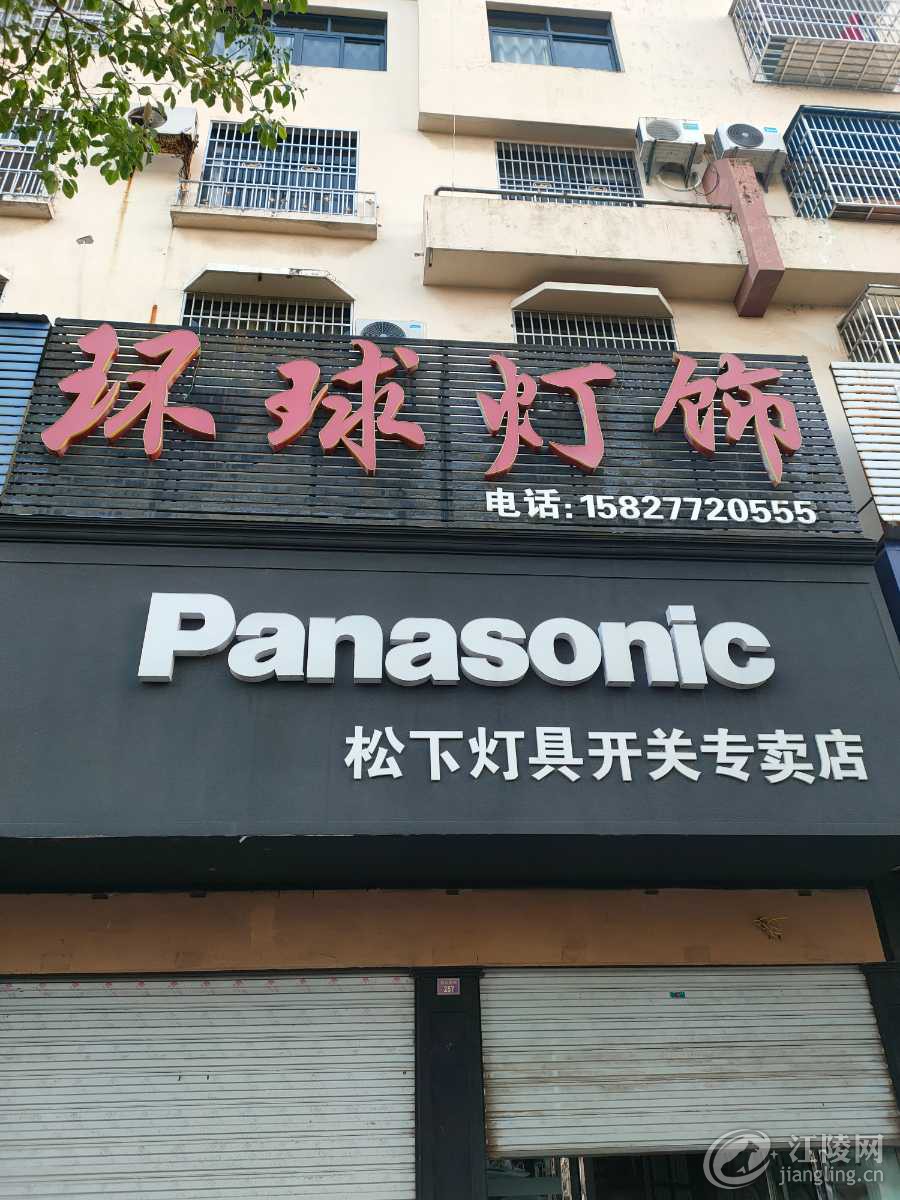 环球灯饰
电话:15827720555
Panasonic
松下灯具开关专卖店
257
江陵网
jiangling.cn